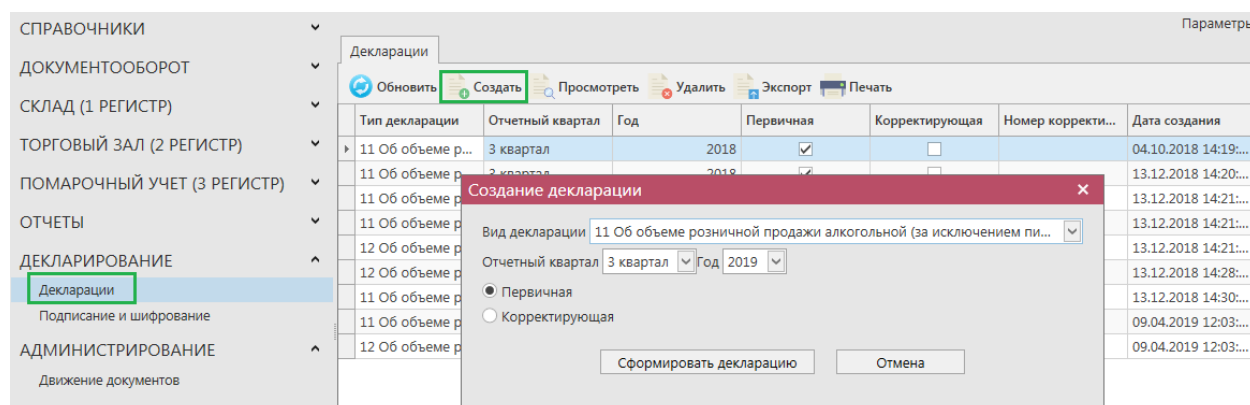 Параметры
СПРАВОЧНИКИ
ДОКУМЕНТООБОРОТ
СКЛАД (1 РЕГИСТР)
ТОРГОВЫЙ ЗАЛ (2 РЕГИСТР)
ПОМАРОЧНЫЙ УЧЕТ (3 РЕГИСТР)
ОТЧЕТЫ
ДЕКЛАРИРОВАНИЕ
Декларации
Подписание и шифрование
АДМИНИСТРИРОВАНИЕ
Движение документов
Декларации
Обновить Создать Просмотреть Удалить Экспорт Печать
Тип декларации Отчетный квартал Год Первичная Корректирующая Номер корректи... Дата создания
11 Об объеме р... 3 квартал 2018 04.10.2018 14:19:...
11 Об объеме р... 3 квартал 2018 13.12.2018 14:20:...
11 Об объеме р 13.12.2018 14:21:...
11 Об объеме р 13.12.2018 14:21:...
12 Об объеме р 13.12.2018 14:21:...
12 Об объеме р 13.12.2018 14:28:...
11 Об объеме р 13.12.2018 14:30:...
11 Об объеме р 09.04.2019 12:03:...
12 Об объеме р 09.04.2019 12:03:...
Создание декларации
Вид декларации 11 Об объеме розничной продажи алкогольной (за исключением пи...
Отчетный квартал 3 квартал Год 2019
Первичная
Корректирующая
Сформировать декларацию Отмена